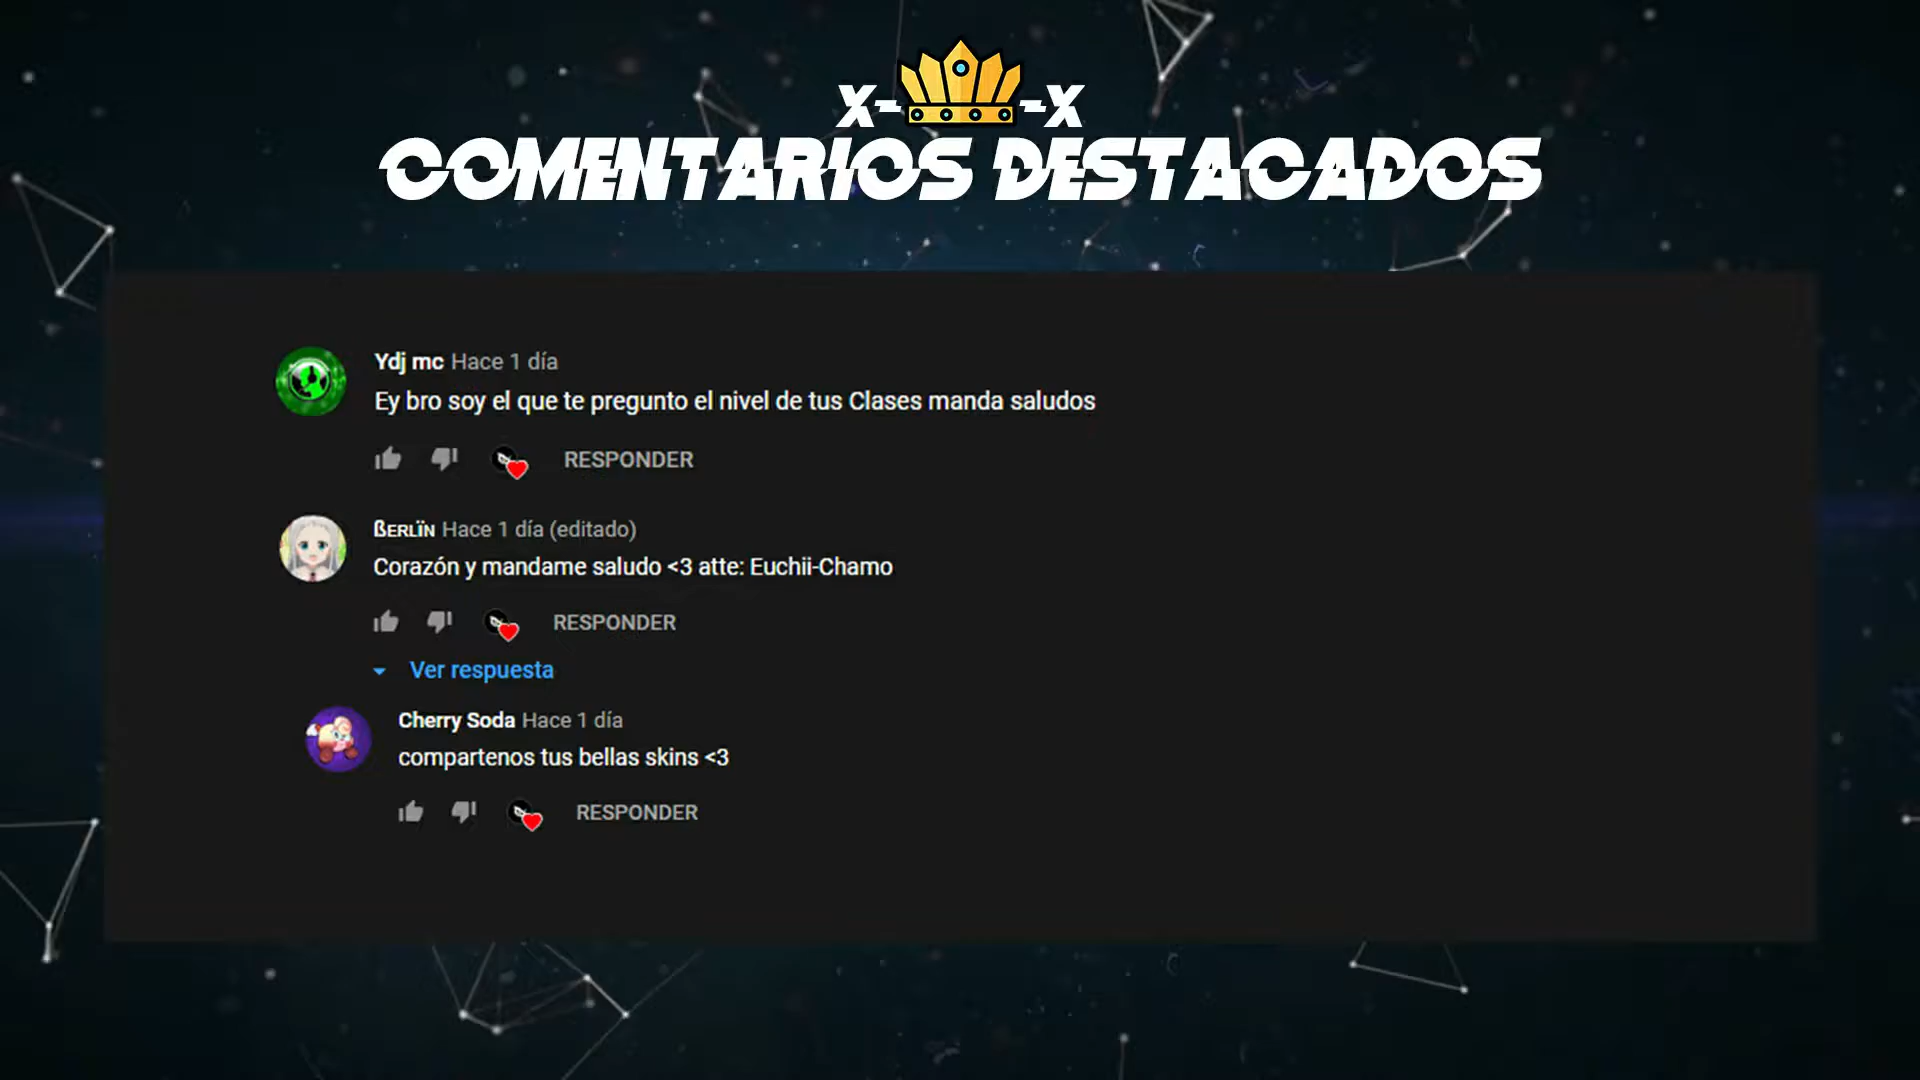 X- -X
COMENTARIOS DESTACADOS
Ydj mc Hace 1 día
Ey bro soy el que te pregunto el nivel de tus Clases manda saludos
RESPONDER
ßᴇʀʟïɴ Hace 1 día (editado)
Corazón y mandame saludo <3 atte: Euchii-Chamo
RESPONDER
Ver respuesta
Cherry Soda Hace 1 día
compartenos tus bellas skins <3
RESPONDER